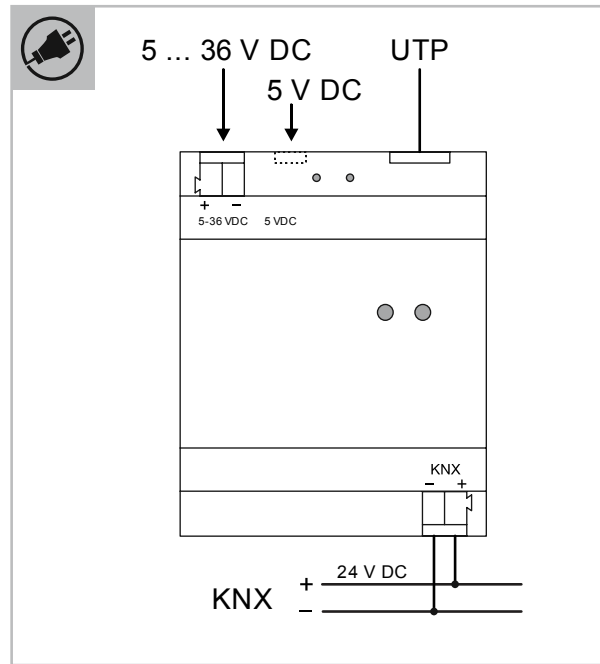 5 ... 36 V DC UTP
5 V DC
+ −
5-36 VDC 5 VDC
KNX
− +
24 V DC
+
KNX
−